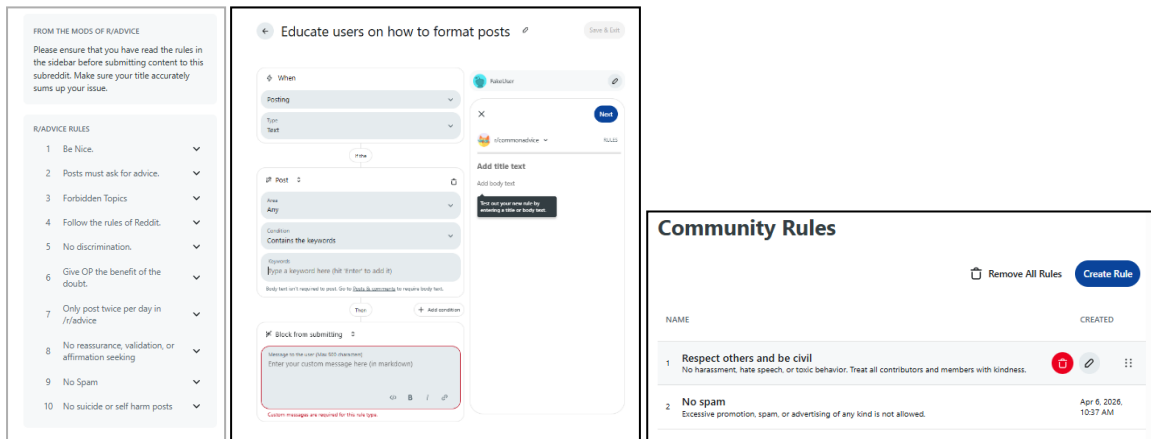 FROM THE MODS OF R/ADVICE
Please ensure that you have read the rules in
the sidebar before submitting content to this
subreddit. Make sure your title accurately
sums up your issue.
R/ADVICE RULES
1 Be Nice.
2 Posts must ask for advice.
3 Forbidden Topics
4 Follow the rules of Reddit.
5 No discrimination.
6 Give OP the benefit of the
doubt.
7 Only post twice per day in
/r/advice
8 No reassurance, validation, or
affirmation seeking
9 No Spam
10 No suicide or self harm posts
Educate users on how to format posts
Save & Exit
When
Posting
Type
Text
If the
Post
Area
Any
Condition
Contains the keywords
Keywords
Type a keyword here (hit 'Enter' to add it)
Body text isn't required to post. Go to Posts & comments to require body text.
Then
+ Add condition
Block from submitting
Message to the user (Max 505 characters)
Enter your custom message here (in markdown)
B i
Custom messages are required for this rule type.
FakeUser
Next
r/commonadvice
RULES
Add title text
Add body text
Test out your new rule by
entering a title or body text.
Community Rules
Remove All Rules
Create Rule
NAME CREATED
1 Respect others and be civil
No harassment, hate speech, or toxic behavior. Treat all contributors and members with kindness.
2 No spam
Excessive promotion, spam, or advertising of any kind is not allowed.
Apr 6, 2026,
10:37 AM